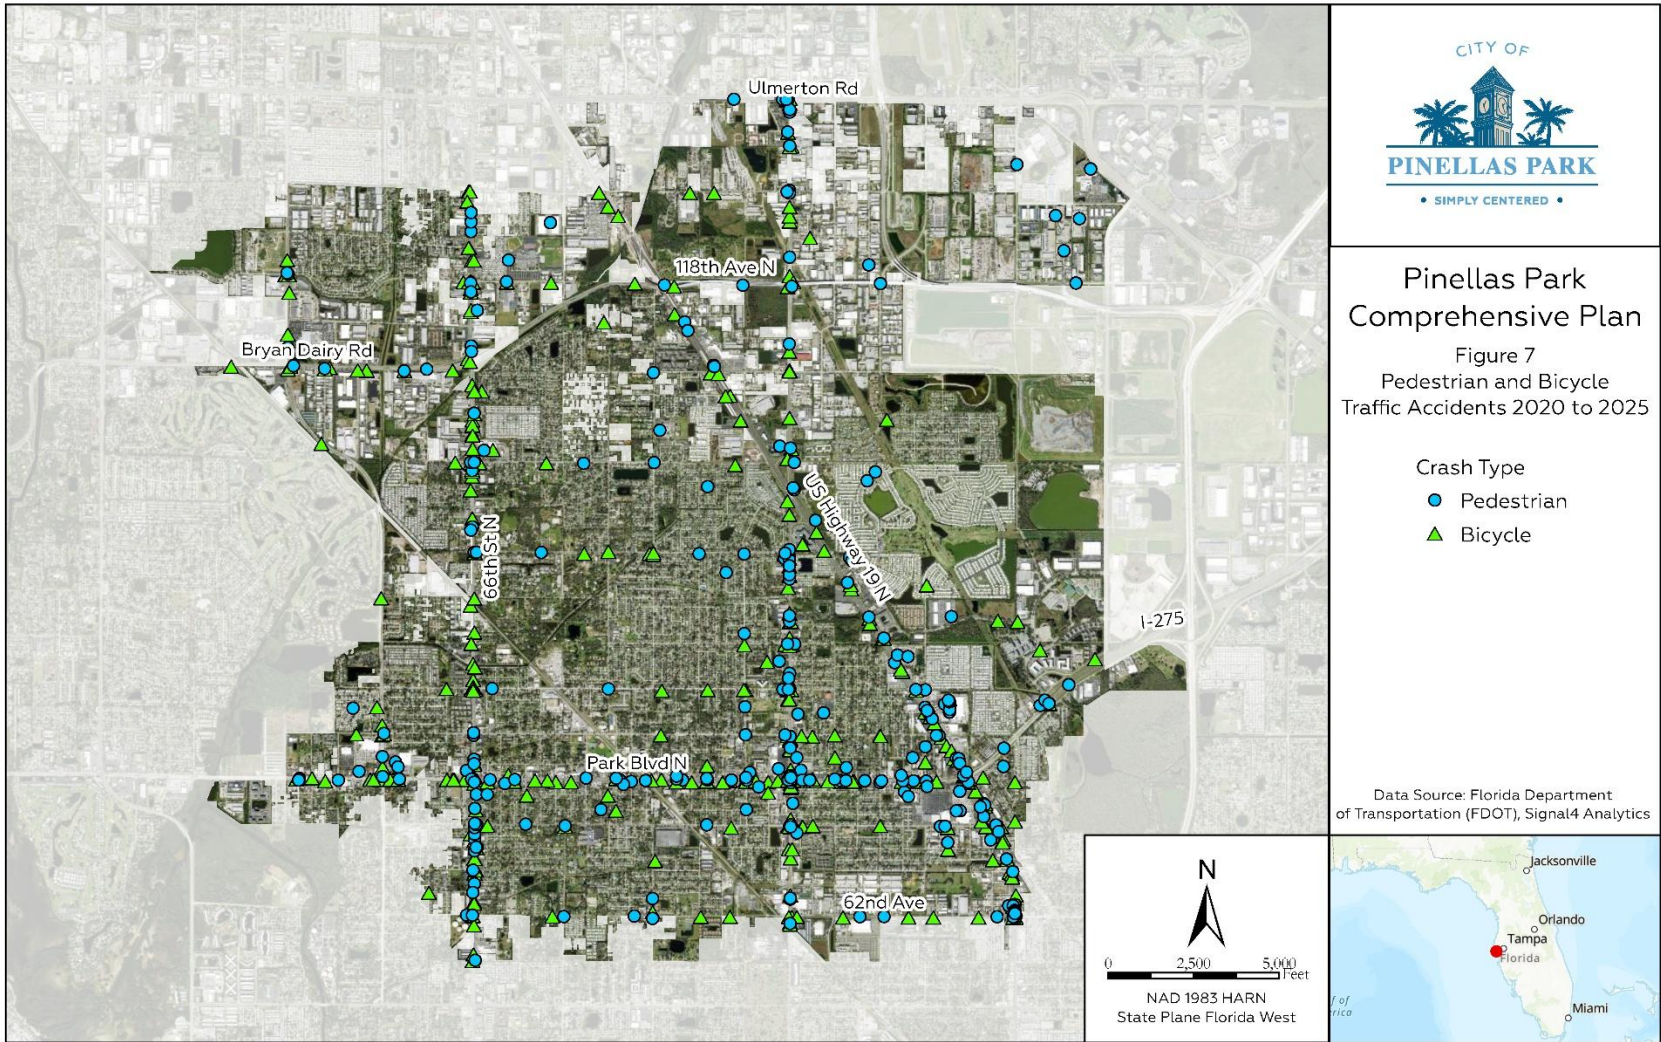 CITY OF
PINELLAS PARK
• SIMPLY CENTERED •
Pinellas Park
Comprehensive Plan
Figure 7
Pedestrian and Bicycle
Traffic Accidents 2020 to 2025
Crash Type
Pedestrian
Bicycle
Data Source: Florida Department
of Transportation (FDOT), Signal4 Analytics
Ulmerton Rd
118th Ave N
Bryan Dairy Rd
US Highway 19 N
66th St N
I-275
Park Blvd N
62nd Ave
N
0 2,500 5,000
Feet
NAD 1983 HARN
State Plane Florida West
Jacksonville
Orlando
Tampa
Florida
Miami